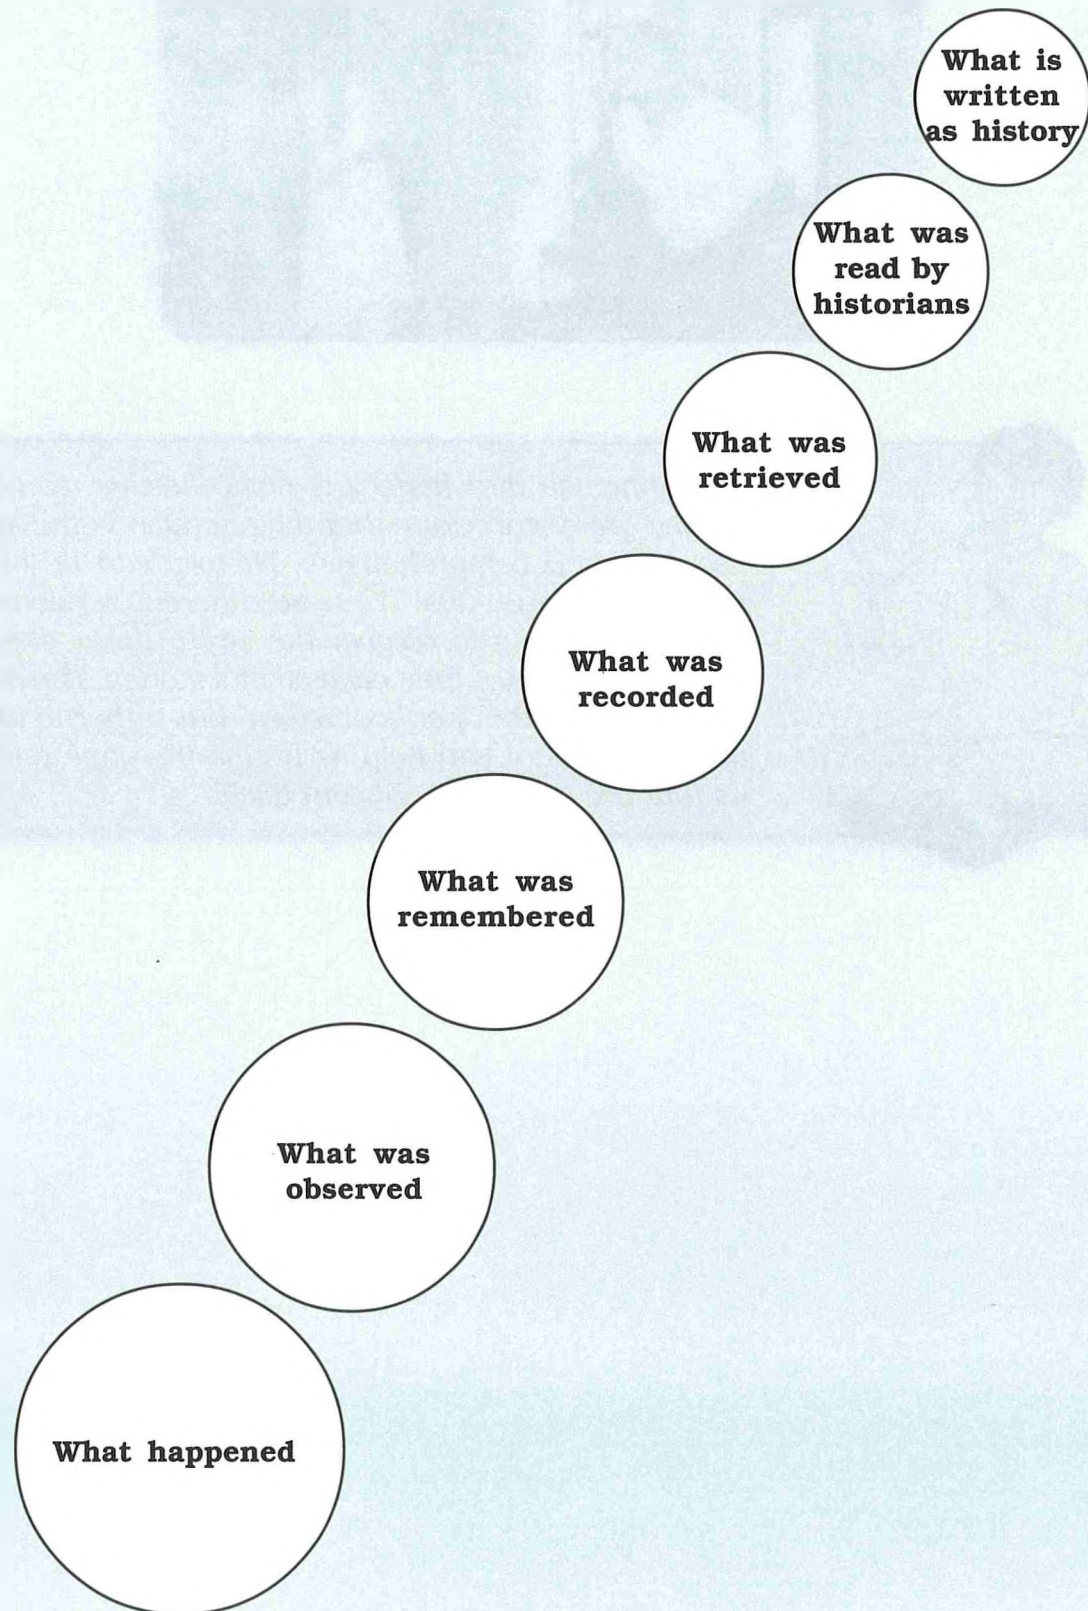 What is
written
as history
What was
read by
historians
What was
retrieved
What was
recorded
What was
remembered
What was
observed
What happened